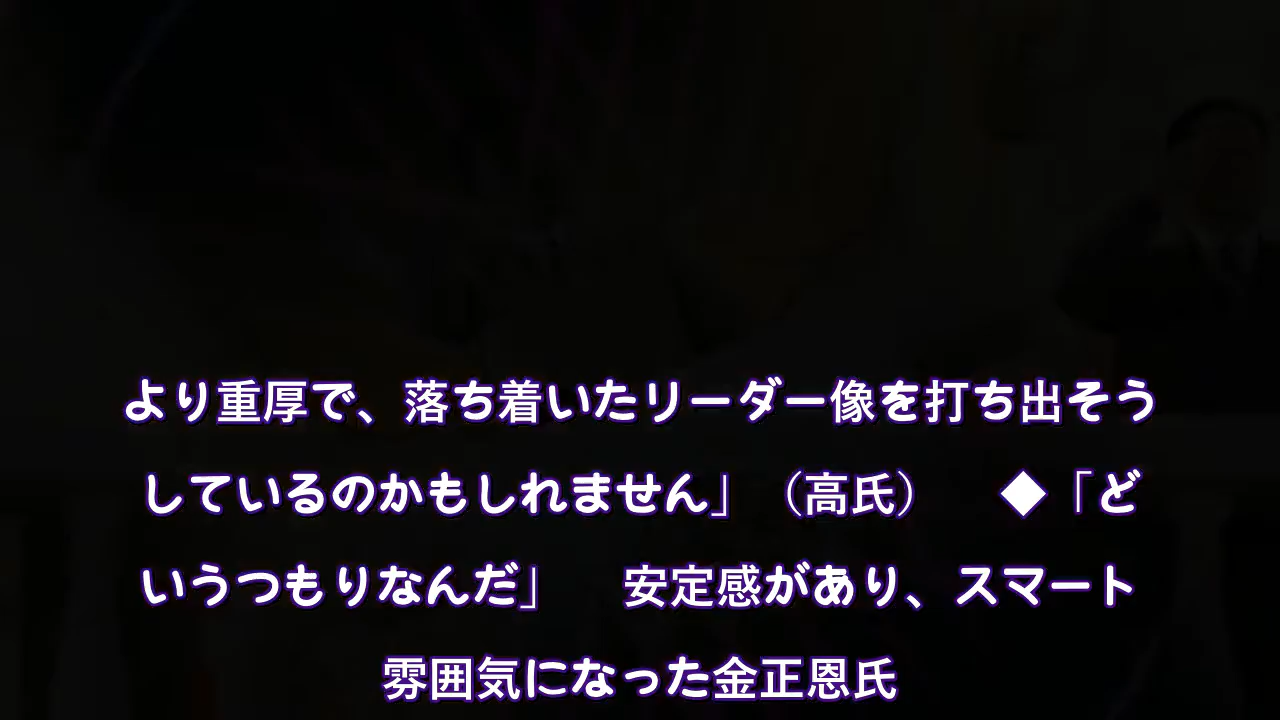 より重厚で、落ち着いたリーダー像を打ち出そう
しているのかもしれません」（高氏）　◆「ど
いうつもりなんだ」　安定感があり、スマート
雰囲気になった金正恩氏